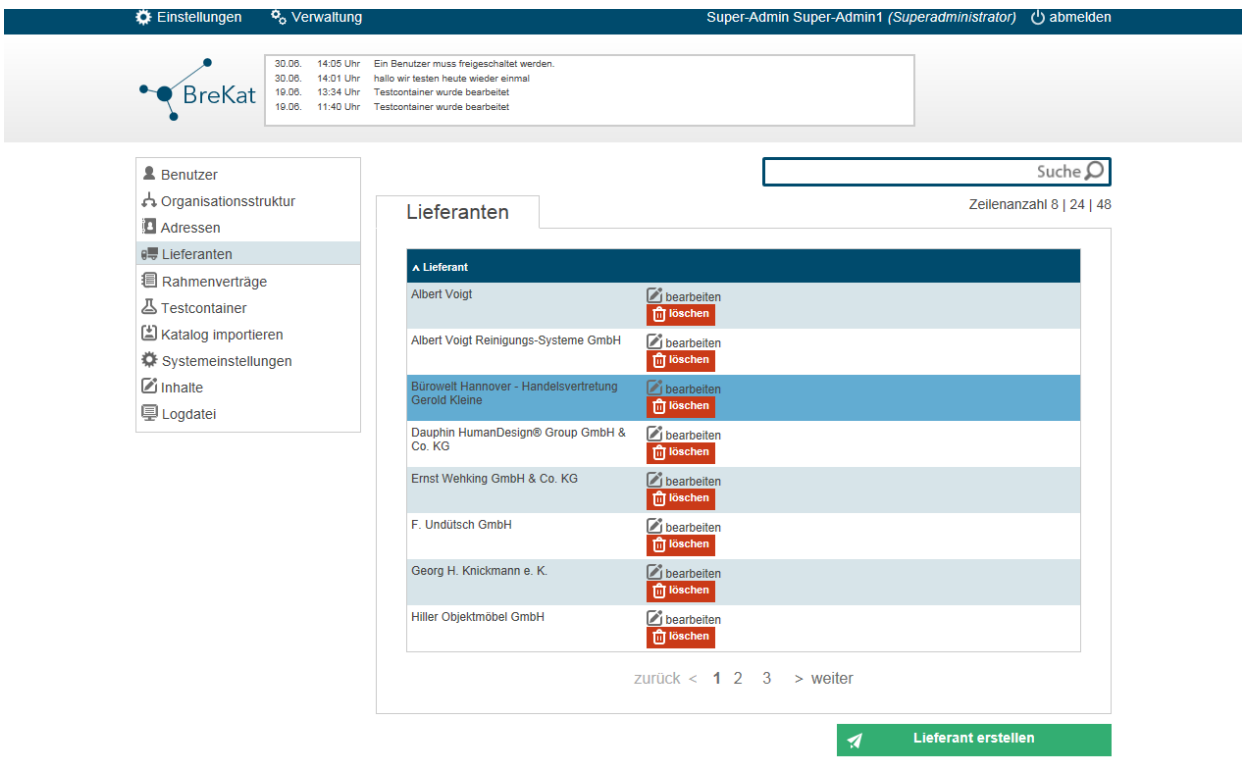 Einstellungen Verwaltung Super-Admin Super-Admin1 (Superadministrator) abmelden
BreKat
30.06. 14:05 Uhr Ein Benutzer muss freigeschaltet werden.
30.06. 14:01 Uhr hallo wir testen heute wieder einmal
19.06. 13:34 Uhr Testcontainer wurde bearbeitet
19.06. 11:40 Uhr Testcontainer wurde bearbeitet
Benutzer
Organisationsstruktur
Adressen
Lieferanten
Rahmenverträge
Testcontainer
Katalog importieren
Systemeinstellungen
Inhalte
Logdatei
Suche
Zeilenanzahl 8 | 24 | 48
Lieferanten
Lieferant
Albert Voigt bearbeiten
löschen
Albert Voigt Reinigungs-Systeme GmbH bearbeiten
löschen
Bürowelt Hannover - Handelsvertretung bearbeiten
Gerold Kleine löschen
Dauphin HumanDesign® Group GmbH & bearbeiten
Co. KG löschen
Ernst Wehking GmbH & Co. KG bearbeiten
löschen
F. Undütsch GmbH bearbeiten
löschen
Georg H. Knickmann e. K. bearbeiten
löschen
Hiller Objektmöbel GmbH bearbeiten
löschen
zurück < 1 2 3 > weiter
Lieferant erstellen